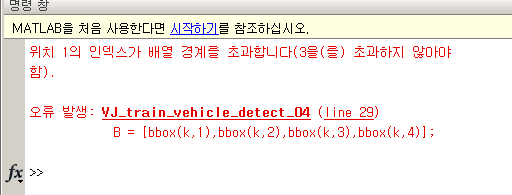 명령 창
MATLAB을 처음 사용한다면 시작하기를 참조하십시오.
위치 1의 인덱스가 배열 경계를 초과합니다(3을(를) 초과하지 않아야
함).
오류 발생: VJ_train_vehicle_detect_04 (line 29)
B = [bbox(k,1),bbox(k,2),bbox(k,3),bbox(k,4)];
fx >>